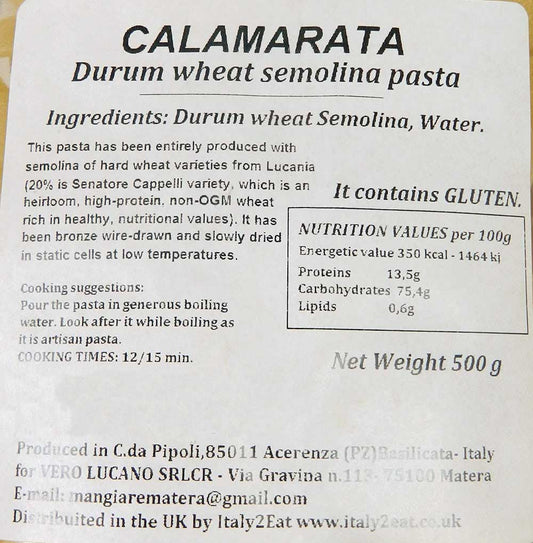 CALAMARATA
Durum wheat semolina pasta
Ingredients: Durum wheat Semolina, Water.
This pasta has been entirely produced with
semolina of hard wheat varieties from Lucania
(20% is Senatore Cappelli variety, which is an
heirloom, high-protein. non-OGM wheat
rich in healthy, nutritional values). It has
been bronze wire-drawn and slowly dried
in static cells at low temperatures.
It contains GLUTEN.
NUTRITION VALUES per 100g
Energetic value 350 kcal - 1464 kj
Proteins 13,5g
Carbohydrates 75,4g
Lipids 0,6g
Cooking suggestions:
Pour the pasta in generous boiling
water. Look after it while boiling as
it is artisan pasta.
COOKING TIMES: 12/15 min.
Net Weight 500 g
Produced in C.da Pipoli,85011 Acerenza (PZ)Basilicata- Italy
for VERO LUCANO SRLCR - Via Gravina n.113- 75100 Matera
E-mail: mangiarematera@gmail.com
Distribuited in the UK by Italy2Eat www.italy2eat.co.uk